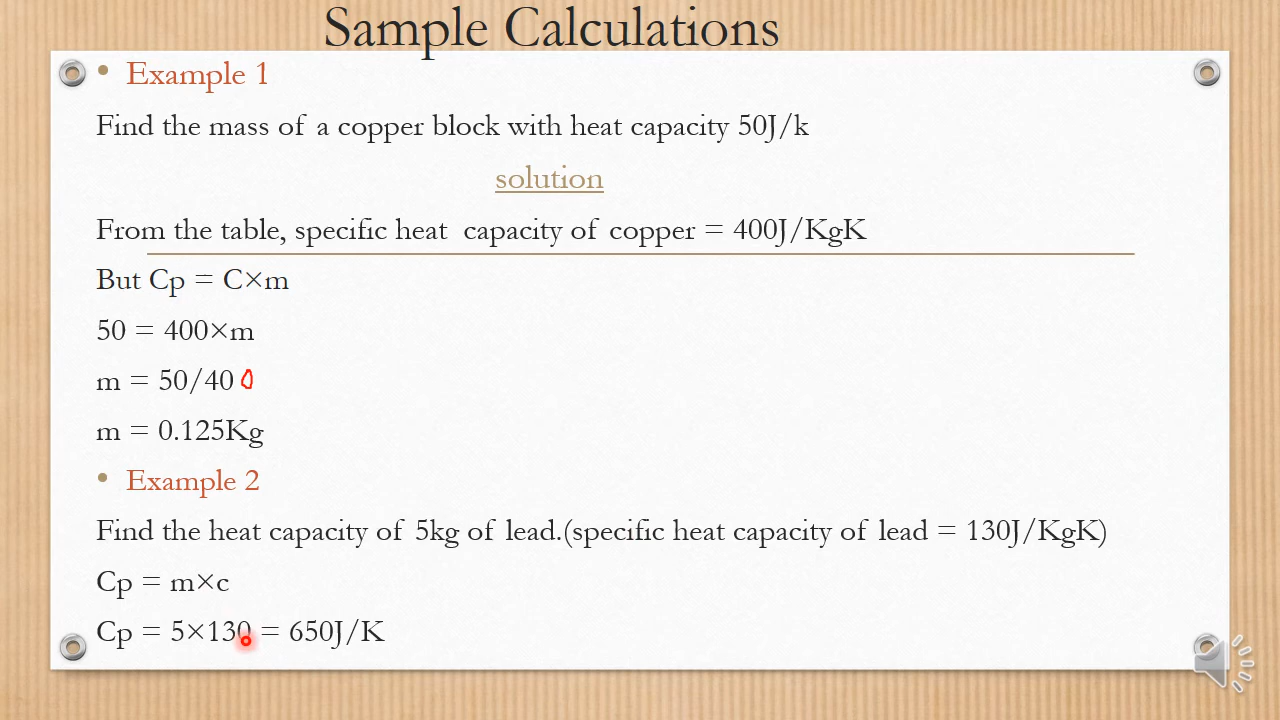 Sample Calculations
• Example 1
Find the mass of a copper block with heat capacity 50J/k
solution
From the table, specific heat capacity of copper = 400J/KgK
But Cp = C×m
50 = 400×m
m = 50/400
m = 0.125Kg
• Example 2
Find the heat capacity of 5kg of lead.(specific heat capacity of lead = 130J/KgK)
Cp = m×c
Cp = 5×130 = 650J/K